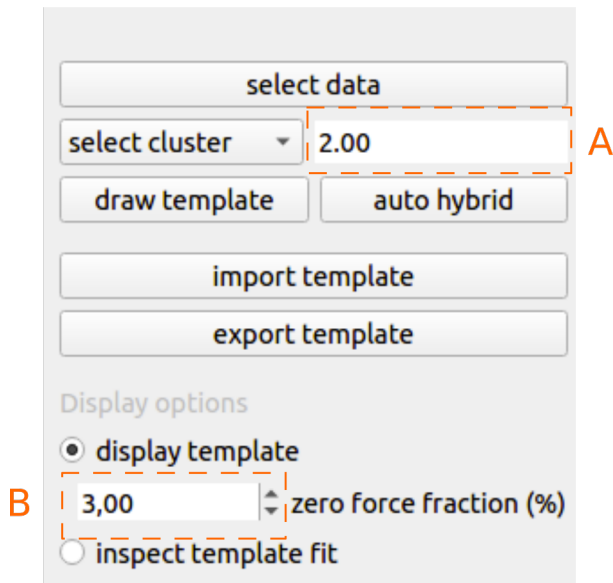 select data
select cluster 2.00 A
draw template auto hybrid
import template
export template
Display options
display template
B 3,00 zero force fraction (%)
inspect template fit